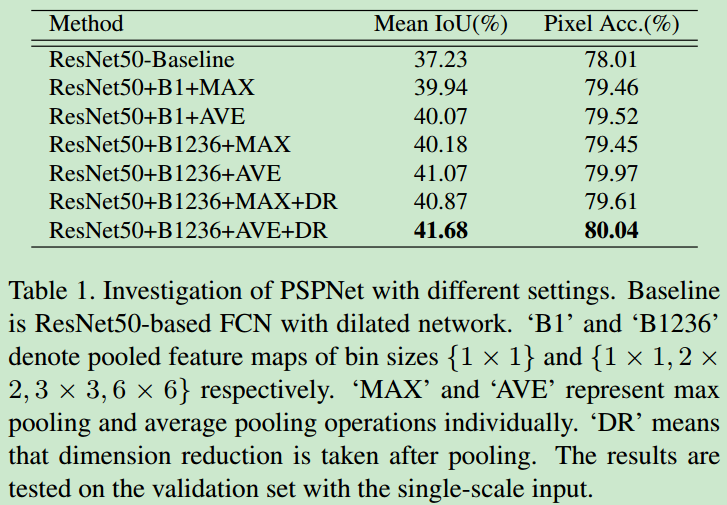 Method Mean IoU(%) Pixel Acc.(%)
ResNet50-Baseline 37.23 78.01
ResNet50+B1+MAX 39.94 79.46
ResNet50+B1+AVE 40.07 79.52
ResNet50+B1236+MAX 40.18 79.45
ResNet50+B1236+AVE 41.07 79.97
ResNet50+B1236+MAX+DR 40.87 79.61
ResNet50+B1236+AVE+DR 41.68 80.04
Table 1. Investigation of PSPNet with different settings. Baseline
is ResNet50-based FCN with dilated network. ‘B1’ and ‘B1236’
denote pooled feature maps of bin sizes {1 × 1} and {1 × 1, 2 ×
2, 3 × 3, 6 × 6} respectively. ‘MAX’ and ‘AVE’ represent max
pooling and average pooling operations individually. ‘DR’ means
that dimension reduction is taken after pooling. The results are
tested on the validation set with the single-scale input.